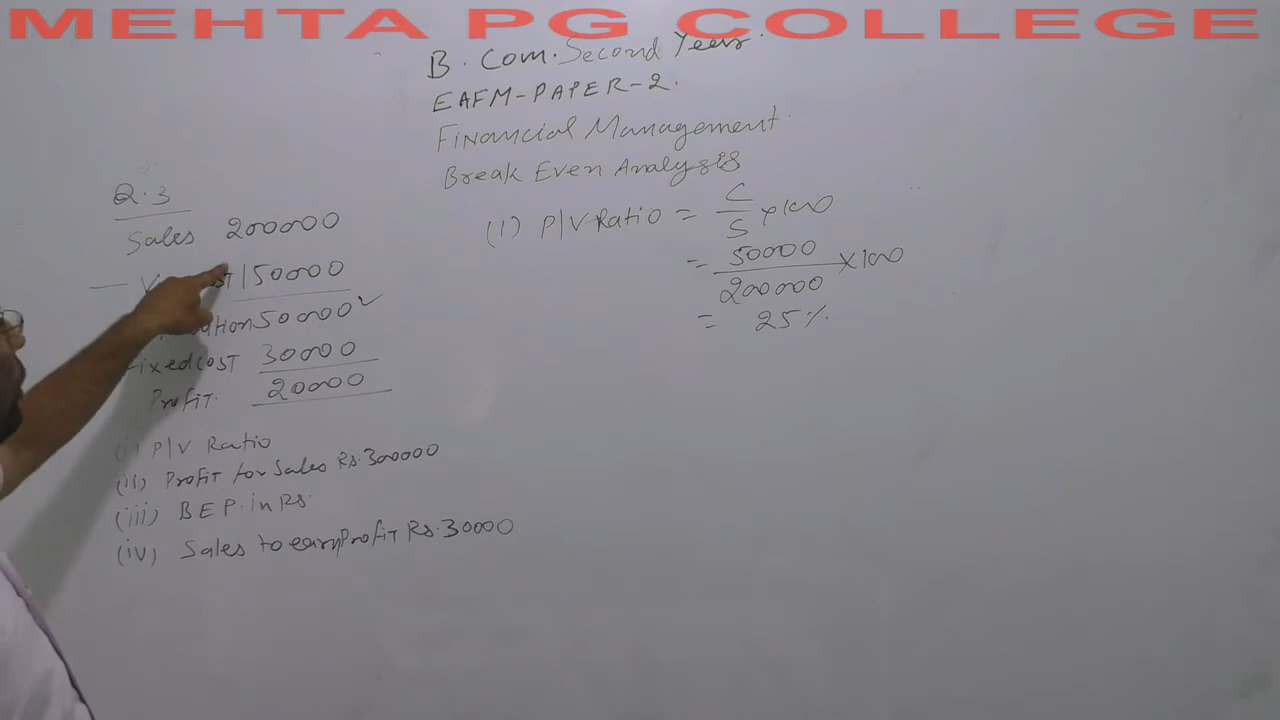 MEHTA PG COLLEGE
B. Com. Second Year.
EAFM-PAPER-2.
Financial Management.
Break Even Analysis
Q.3
Sales 200000
150000
50000 ✓
Fixed cost 30000
Profit. 20000
(i) P/V Ratio
(ii) Profit for Sales Rs.300000
(iii) BEP. in Rs.
(iv) Sales to earn Profit Rs.30000
(1) P/V Ratio = C/S × 100
= 50000/200000 × 100
= 25%